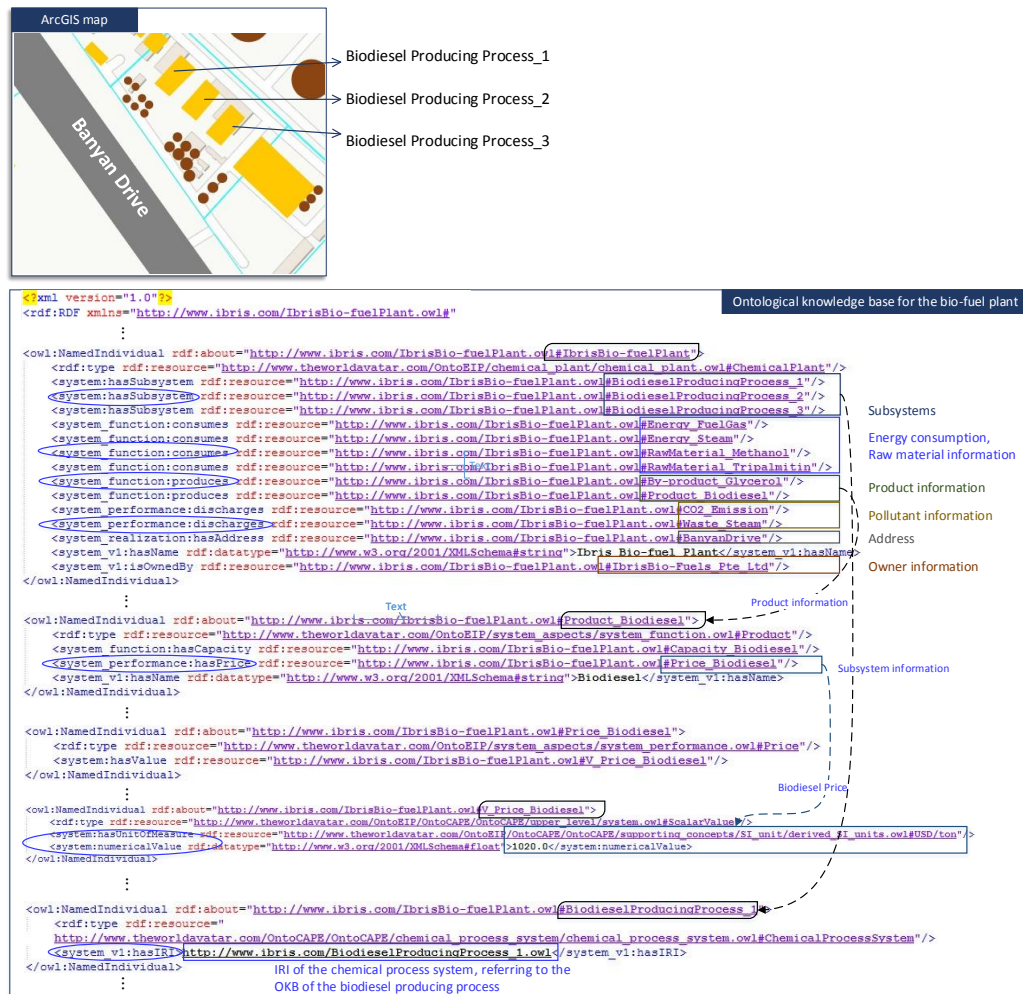 ArcGIS map
Biodiesel Producing Process_1
Biodiesel Producing Process_2
Biodiesel Producing Process_3
Banyan Drive
Ontological knowledge base for the bio-fuel plant
<?xml version="1.0"?>
<rdf:RDF xmlns="http://www.ibris.com/IbrisBio-fuelPlant.owl#"
⋮
<owl:NamedIndividual rdf:about="http://www.ibris.com/IbrisBio-fuelPlant.owl#IbrisBio-fuelPlant">
<rdf:type rdf:resource="http://www.theworldavatar.com/OntoEIP/chemical_plant/chemical_plant.owl#ChemicalPlant"/>
<system:hasSubsystem rdf:resource="http://www.ibris.com/IbrisBio-fuelPlant.owl#BiodieselProducingProcess_1"/>
<system:hasSubsystem rdf:resource="http://www.ibris.com/IbrisBio-fuelPlant.owl#BiodieselProducingProcess_2"/>
<system:hasSubsystem rdf:resource="http://www.ibris.com/IbrisBio-fuelPlant.owl#BiodieselProducingProcess_3"/>
Subsystems
<system_function:consumes rdf:resource="http://www.ibris.com/IbrisBio-fuelPlant.owl#Energy_FuelGas"/>
<system_function:consumes rdf:resource="http://www.ibris.com/IbrisBio-fuelPlant.owl#Energy_Steam"/>
<system_function:consumes rdf:resource="http://www.ibris.com/IbrisBio-fuelPlant.owl#RawMaterial_Methanol"/>
<system_function:consumes rdf:resource="http://www.ibris.com/IbrisBio-fuelPlant.owl#RawMaterial_Tripalmitin"/>
Energy consumption,
Raw material information
Text
<system_function:produces rdf:resource="http://www.ibris.com/IbrisBio-fuelPlant.owl#By-product_Glycerol"/>
<system_function:produces rdf:resource="http://www.ibris.com/IbrisBio-fuelPlant.owl#Product_Biodiesel"/>
Product information
<system_performance:discharges rdf:resource="http://www.ibris.com/IbrisBio-fuelPlant.owl#CO2_Emission"/>
<system_performance:discharges rdf:resource="http://www.ibris.com/IbrisBio-fuelPlant.owl#Waste_Steam"/>
Pollutant information
<system_realization:hasAddress rdf:resource="http://www.ibris.com/IbrisBio-fuelPlant.owl#BanyanDrive"/>
Address
<system_v1:hasName rdf:datatype="http://www.w3.org/2001/XMLSchema#string">Ibris Bio-fuel Plant</system_v1:hasName>
<system_v1:isOwnedBy rdf:resource="http://www.ibris.com/IbrisBio-fuelPlant.owl#IbrisBio-Fuels_Pte_Ltd"/>
Owner information
</owl:NamedIndividual>
⋮
Text
Product information
<owl:NamedIndividual rdf:about="http://www.ibris.com/IbrisBio-fuelPlant.owl#Product_Biodiesel">
<rdf:type rdf:resource="http://www.theworldavatar.com/OntoEIP/system_aspects/system_function.owl#Product"/>
<system_function:hasCapacity rdf:resource="http://www.ibris.com/IbrisBio-fuelPlant.owl#Capacity_Biodiesel"/>
<system_performance:hasPrice rdf:resource="http://www.ibris.com/IbrisBio-fuelPlant.owl#Price_Biodiesel"/>
Subsystem information
<system_v1:hasName rdf:datatype="http://www.w3.org/2001/XMLSchema#string">Biodiesel</system_v1:hasName>
</owl:NamedIndividual>
⋮
<owl:NamedIndividual rdf:about="http://www.ibris.com/IbrisBio-fuelPlant.owl#Price_Biodiesel">
<rdf:type rdf:resource="http://www.theworldavatar.com/OntoEIP/system_aspects/system_performance.owl#Price"/>
<system:hasValue rdf:resource="http://www.ibris.com/IbrisBio-fuelPlant.owl#V_Price_Biodiesel"/>
</owl:NamedIndividual>
Biodiesel Price
⋮
<owl:NamedIndividual rdf:about="http://www.ibris.com/IbrisBio-fuelPlant.owl#V_Price_Biodiesel">
<rdf:type rdf:resource="http://www.theworldavatar.com/OntoEIP/OntoCAPE/OntoCAPE/upper_level/system.owl#ScalarValue"/>
<system:hasUnitOfMeasure rdf:resource="http://www.theworldavatar.com/OntoEIP/OntoCAPE/OntoCAPE/supporting_concepts/SI_unit/derived_SI_units.owl#USD/ton"/>
<system:numericalValue rdf:datatype="http://www.w3.org/2001/XMLSchema#float">1020.0</system:numericalValue>
</owl:NamedIndividual>
⋮
<owl:NamedIndividual rdf:about="http://www.ibris.com/IbrisBio-fuelPlant.owl#BiodieselProducingProcess_1">
<rdf:type rdf:resource="
http://www.theworldavatar.com/OntoCAPE/OntoCAPE/chemical_process_system/chemical_process_system.owl#ChemicalProcessSystem"/>
<system_v1:hasIRI>http://www.ibris.com/BiodieselProducingProcess_1.owl</system_v1:hasIRI>
</owl:NamedIndividual>
IRI of the chemical process system, referring to the
OKB of the biodiesel producing process
⋮